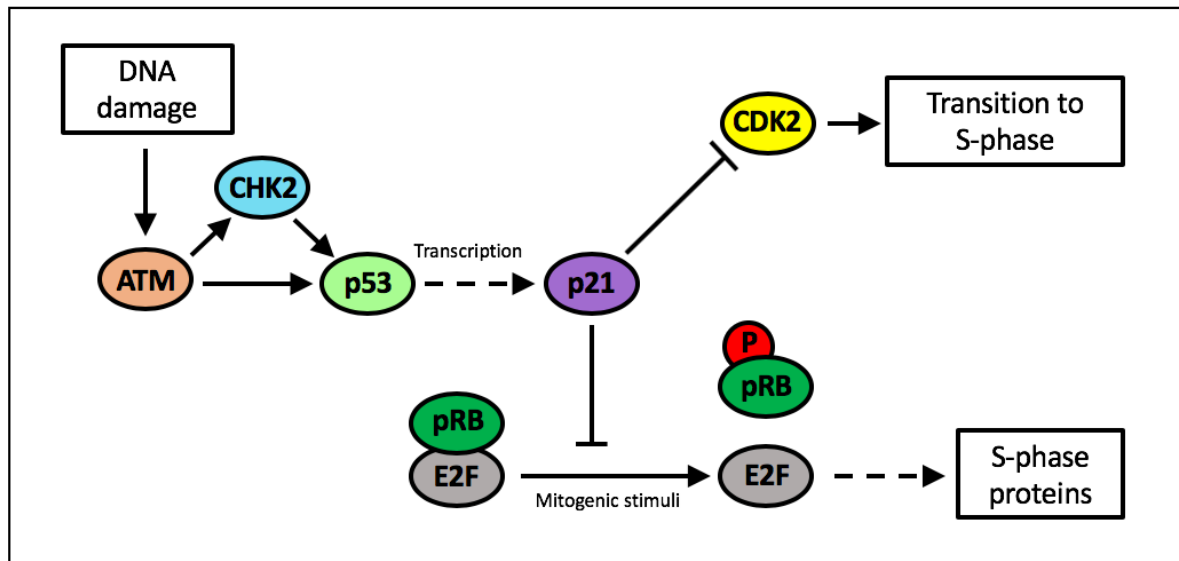 DNA
damage
CHK2
ATM
p53
Transcription
p21
CDK2
Transition to
S-phase
P
pRB
pRB
E2F
Mitogenic stimuli
E2F
S-phase
proteins